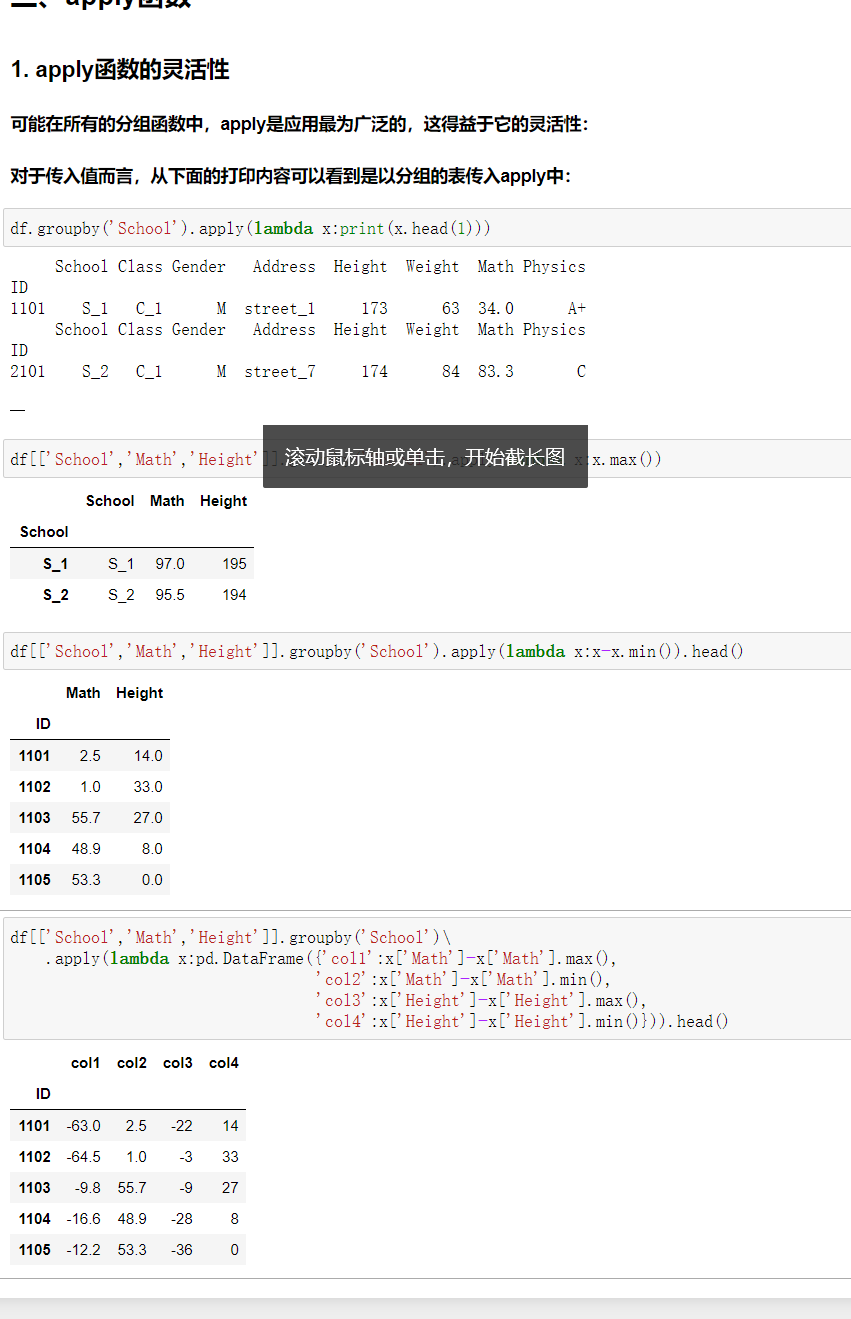 二、apply函数
1. apply函数的灵活性
可能在所有的分组函数中，apply是应用最为广泛的，这得益于它的灵活性：
对于传入值而言，从下面的打印内容可以看到是以分组的表传入apply中：
df.groupby('School').apply(lambda x:print(x.head(1)))
School Class Gender Address Height Weight Math Physics
ID
1101 S_1 C_1 M street_1 173 63 34.0 A+
School Class Gender Address Height Weight Math Physics
ID
2101 S_2 C_1 M street_7 174 84 83.3 C
df[['School','Math','Height'] x:x.max())
滚动鼠标轴或单击，开始截长图
School Math Height
School
S_1 S_1 97.0 195
S_2 S_2 95.5 194
df[['School','Math','Height']].groupby('School').apply(lambda x:x-x.min()).head()
Math Height
ID
1101 2.5 14.0
1102 1.0 33.0
1103 55.7 27.0
1104 48.9 8.0
1105 53.3 0.0
df[['School','Math','Height']].groupby('School')\
.apply(lambda x:pd.DataFrame({'col1':x['Math']-x['Math'].max(),
'col2':x['Math']-x['Math'].min(),
'col3':x['Height']-x['Height'].max(),
'col4':x['Height']-x['Height'].min()})).head()
col1 col2 col3 col4
ID
1101 -63.0 2.5 -22 14
1102 -64.5 1.0 -3 33
1103 -9.8 55.7 -9 27
1104 -16.6 48.9 -28 8
1105 -12.2 53.3 -36 0